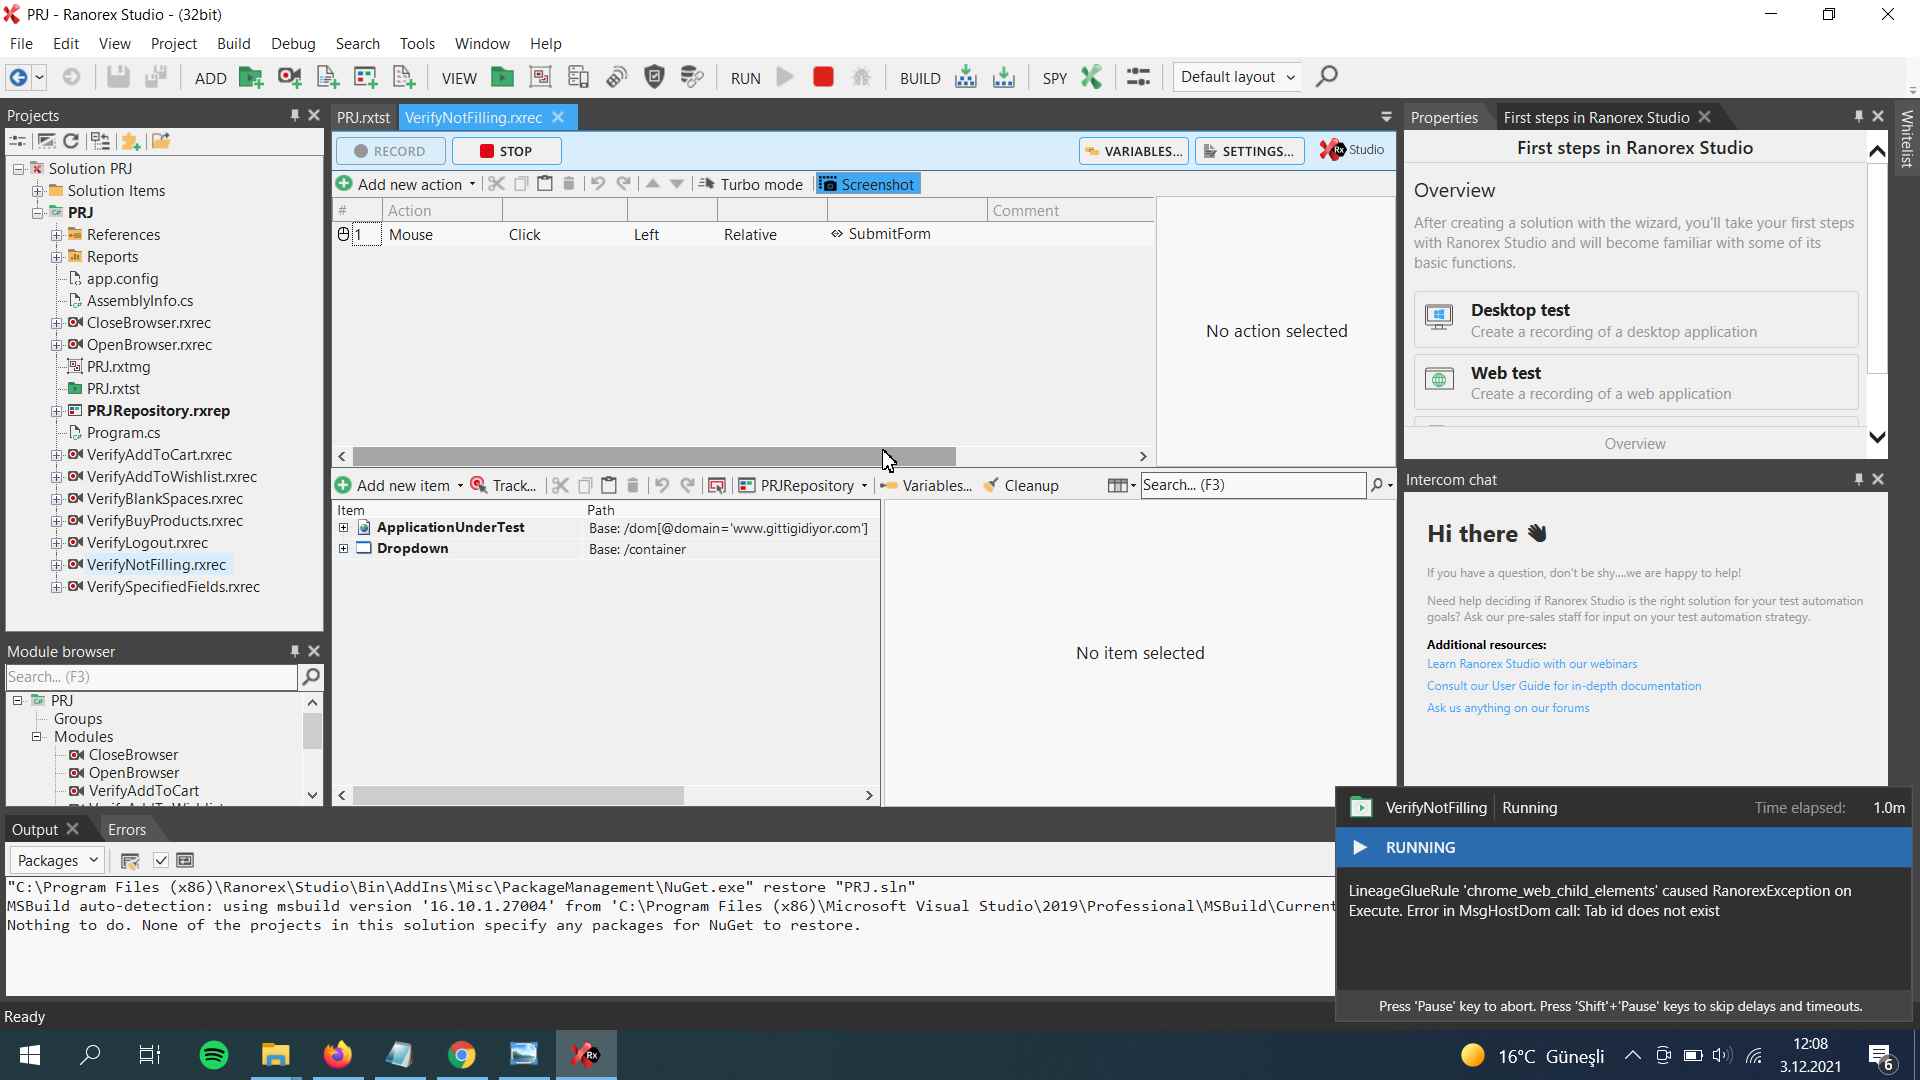 PRJ - Ranorex Studio - (32bit)
File Edit View Project Build Debug Search Tools Window Help
ADD VIEW RUN BUILD SPY Default layout
Projects
Solution PRJ
Solution Items
PRJ
References
Reports
app.config
AssemblyInfo.cs
CloseBrowser.rxrec
OpenBrowser.rxrec
PRJ.rxtmg
PRJ.rxtst
PRJRepository.rxrep
Program.cs
VerifyAddToCart.rxrec
VerifyAddToWishlist.rxrec
VerifyBlankSpaces.rxrec
VerifyBuyProducts.rxrec
VerifyLogout.rxrec
VerifyNotFilling.rxrec
VerifySpecifiedFields.rxrec
Module browser
Search... (F3)
PRJ
Groups
Modules
CloseBrowser
OpenBrowser
VerifyAddToCart
PRJ.rxtst VerifyNotFilling.rxrec
RECORD STOP VARIABLES... SETTINGS... Rx Studio
Add new action Turbo mode Screenshot
# Action Comment
1 Mouse Click Left Relative SubmitForm
No action selected
Add new item Track... PRJRepository Variables... Cleanup Search... (F3)
Item Path
ApplicationUnderTest Base: /dom[@domain='www.gittigidiyor.com']
Dropdown Base: /container
No item selected
Properties First steps in Ranorex Studio
Whitelist
First steps in Ranorex Studio
Overview
After creating a solution with the wizard, you'll take your first steps
with Ranorex Studio and will become familiar with some of its
basic functions.
Desktop test
Create a recording of a desktop application
Web test
Create a recording of a web application
Overview
Intercom chat
Hi there
If you have a question, don't be shy....we are happy to help!
Need help deciding if Ranorex Studio is the right solution for your test automation
goals? Ask our pre-sales staff for input on your test automation strategy.
Additional resources:
Learn Ranorex Studio with our webinars
Consult our User Guide for in-depth documentation
Ask us anything on our forums
Output Errors
Packages
"C:\Program Files (x86)\Ranorex\Studio\Bin\AddIns\Misc\PackageManagement\NuGet.exe" restore "PRJ.sln"
MSBuild auto-detection: using msbuild version '16.10.1.27004' from 'C:\Program Files (x86)\Microsoft Visual Studio\2019\Professional\MSBuild\Current
Nothing to do. None of the projects in this solution specify any packages for NuGet to restore.
VerifyNotFilling Running Time elapsed: 1.0m
RUNNING
LineageGlueRule 'chrome_web_child_elements' caused RanorexException on
Execute. Error in MsgHostDom call: Tab id does not exist
Press 'Pause' key to abort. Press 'Shift'+'Pause' keys to skip delays and timeouts.
Ready
Rx
16°C Güneşli
12:08
3.12.2021
6